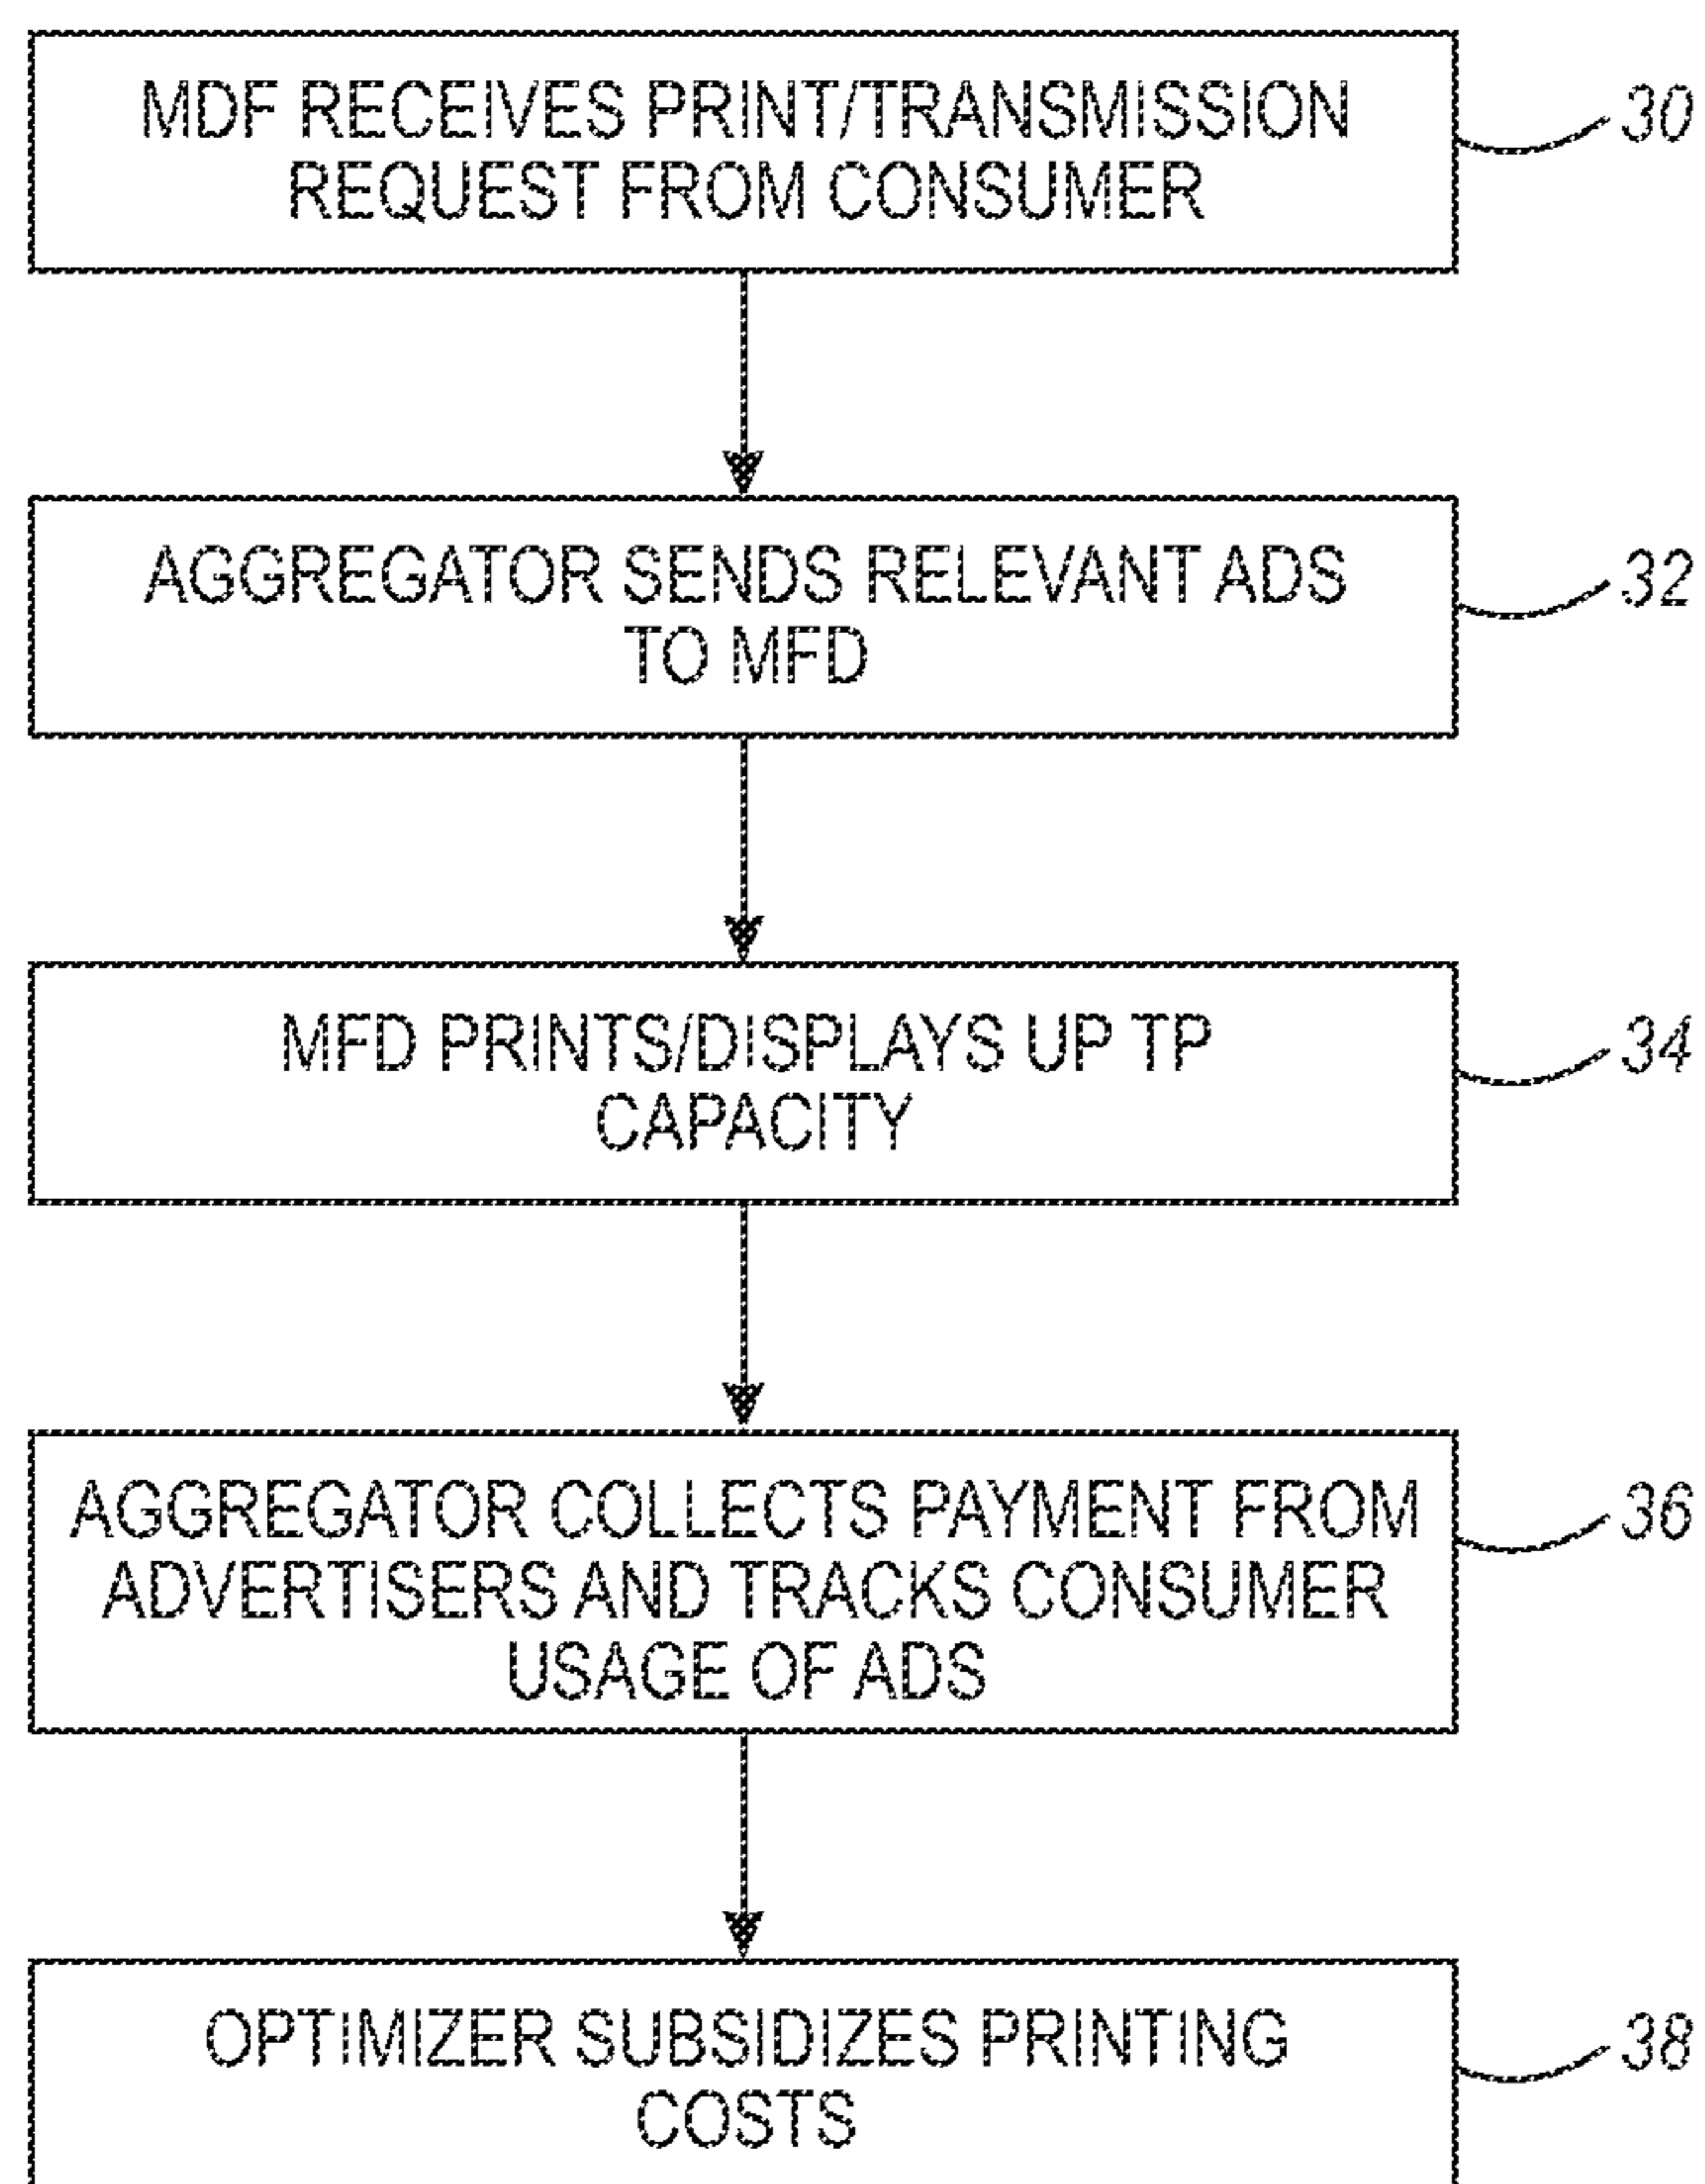 MDF RECEIVES PRINT/TRANSMISSION
REQUEST FROM CONSUMER
30
AGGREGATOR SENDS RELEVANT ADS
TO MFD
32
MFD PRINTS/DISPLAYS UP TP
CAPACITY
34
AGGREGATOR COLLECTS PAYMENT FROM
ADVERTISERS AND TRACKS CONSUMER
USAGE OF ADS
36
OPTIMIZER SUBSIDIZES PRINTING
COSTS
38